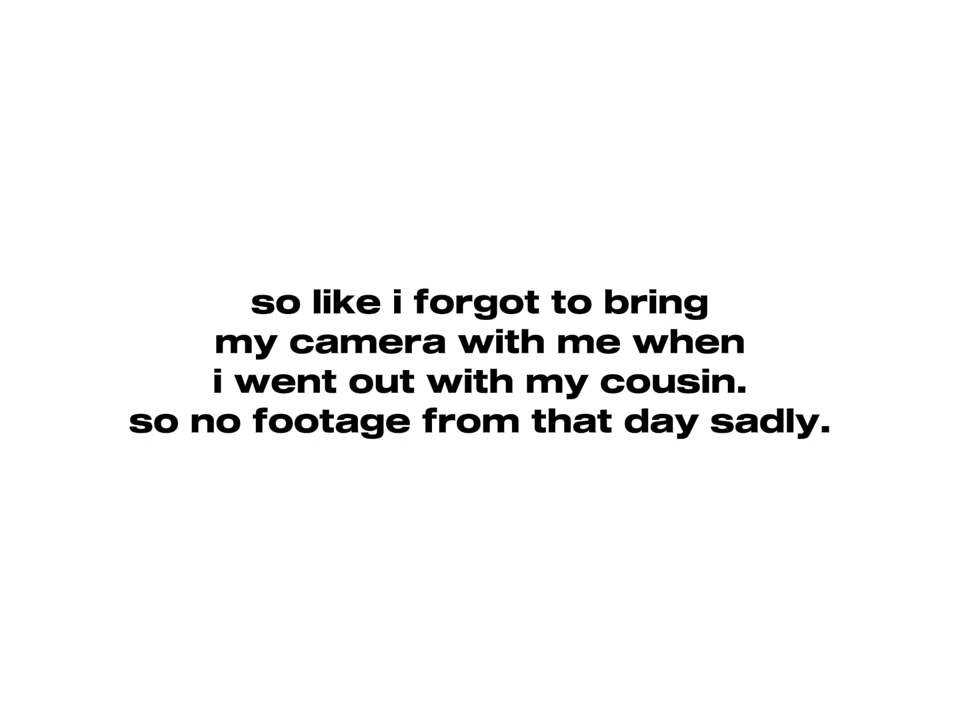 so like i forgot to bring
my camera with me when
i went out with my cousin.
so no footage from that day sadly.